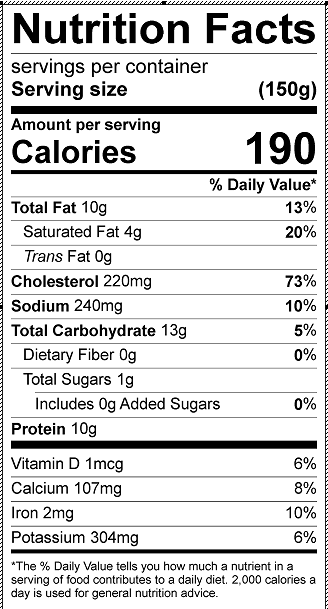 Nutrition Facts
servings per container
Serving size (150g)
Amount per serving
Calories 190
% Daily Value*
Total Fat 10g 13%
Saturated Fat 4g 20%
Trans Fat 0g
Cholesterol 220mg 73%
Sodium 240mg 10%
Total Carbohydrate 13g 5%
Dietary Fiber 0g 0%
Total Sugars 1g
Includes 0g Added Sugars 0%
Protein 10g
Vitamin D 1mcg 6%
Calcium 107mg 8%
Iron 2mg 10%
Potassium 304mg 6%
*The % Daily Value tells you how much a nutrient in a
serving of food contributes to a daily diet. 2,000 calories a
day is used for general nutrition advice.